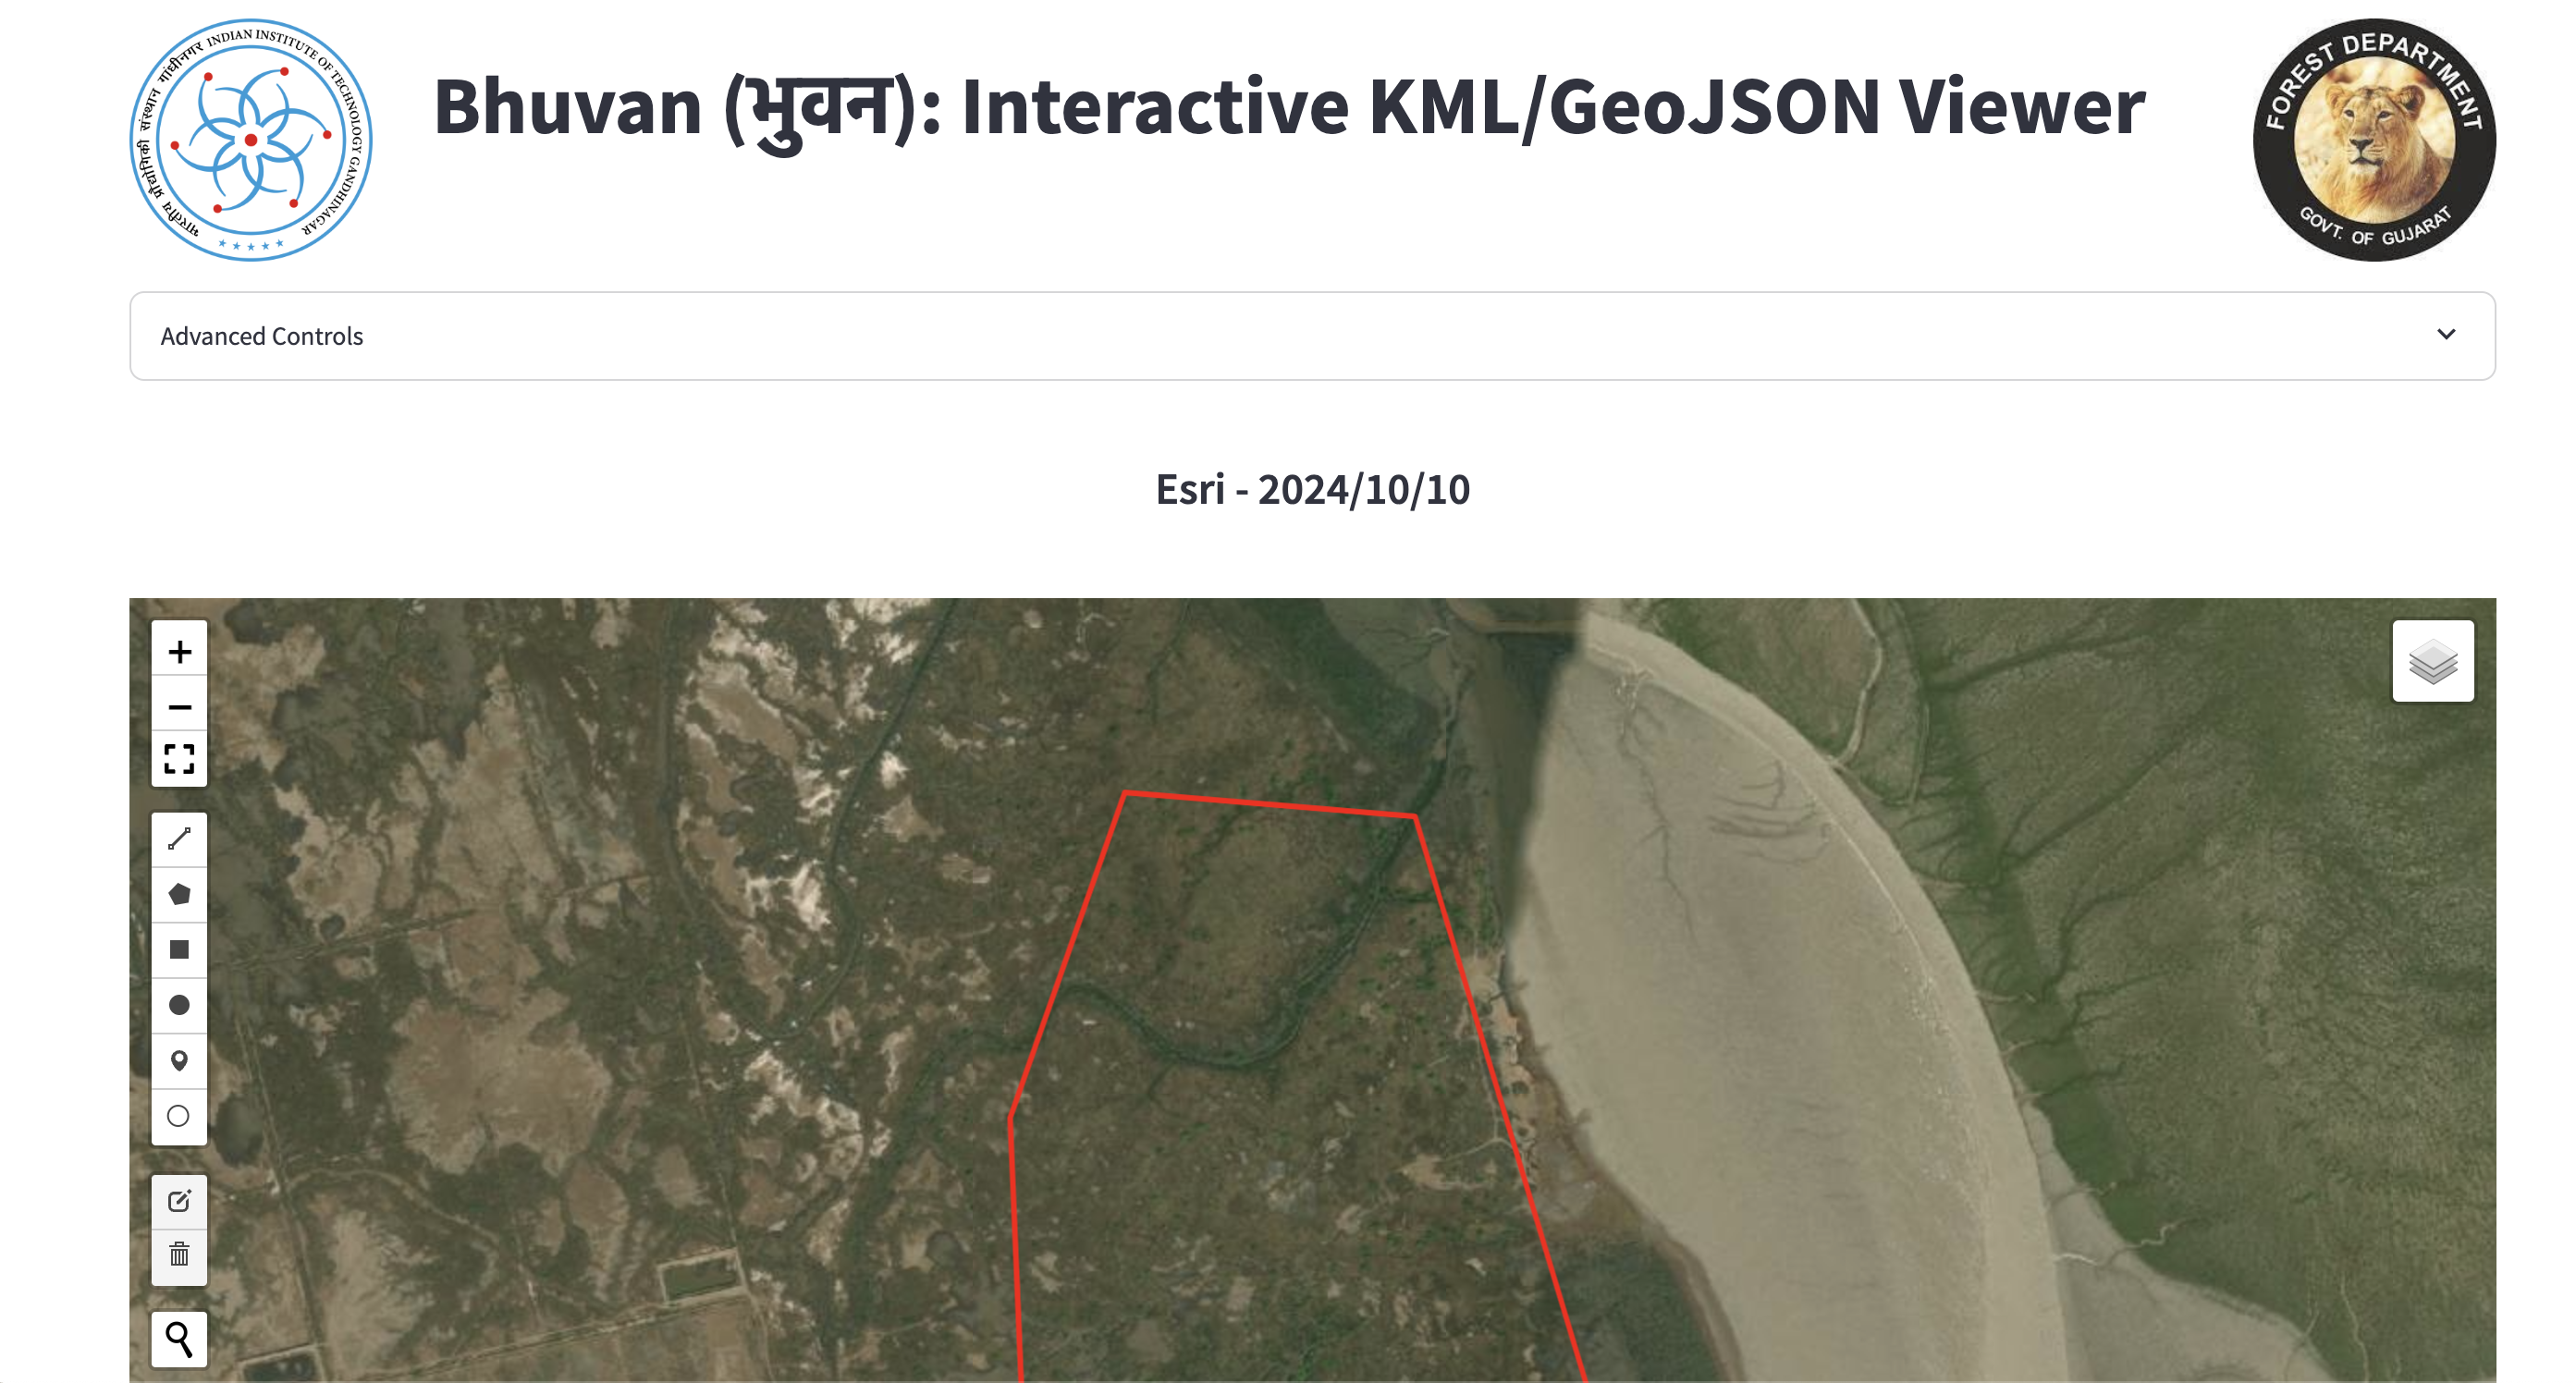 भारतीय प्रौद्योगिकी संस्थान गांधीनगर INDIAN INSTITUTE OF TECHNOLOGY GANDHINAGAR
Bhuvan (भुवन): Interactive KML/GeoJSON Viewer
FOREST DEPARTMENT
GOVT. OF GUJARAT
Advanced Controls
Esri - 2024/10/10